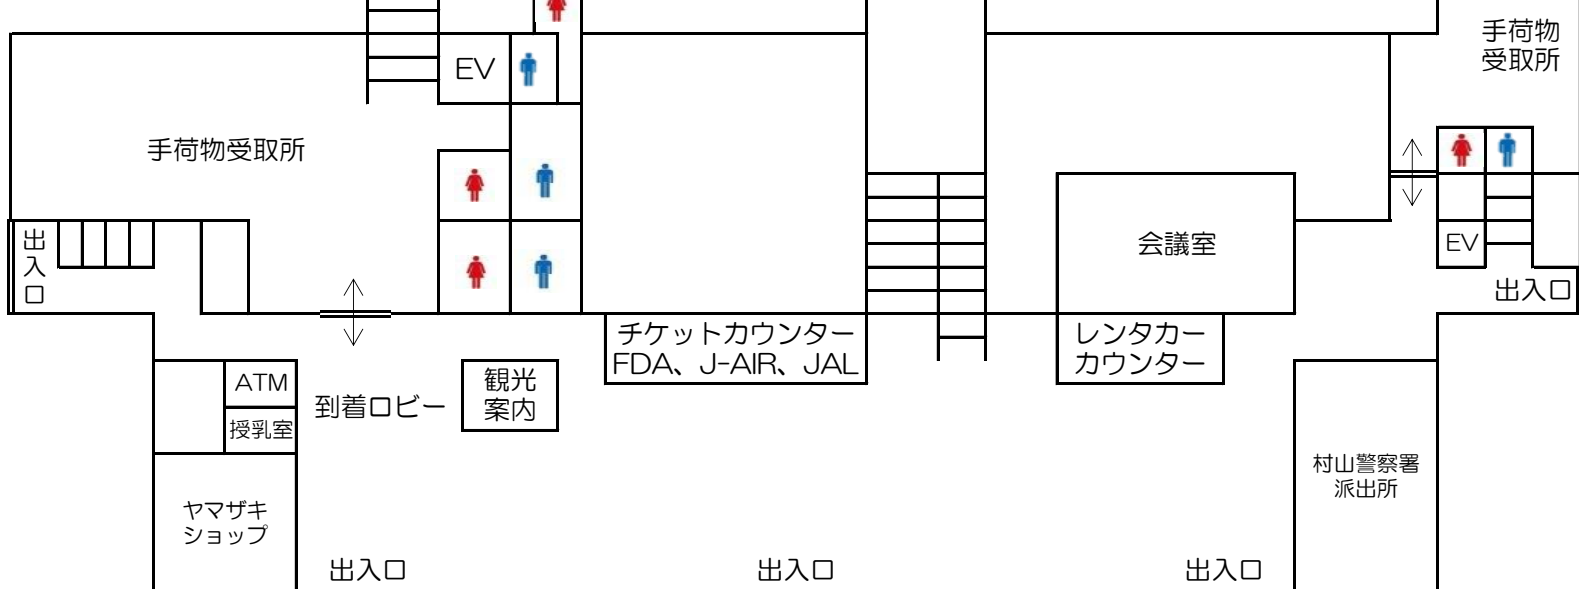 手荷物
受取所
EV
手荷物受取所
出入口
会議室
EV
出入口
チケットカウンター
FDA、J-AIR、JAL
レンタカー
カウンター
ATM
授乳室
到着ロビー
観光
案内
村山警察署
派出所
ヤマザキ
ショップ
出入口
出入口
出入口